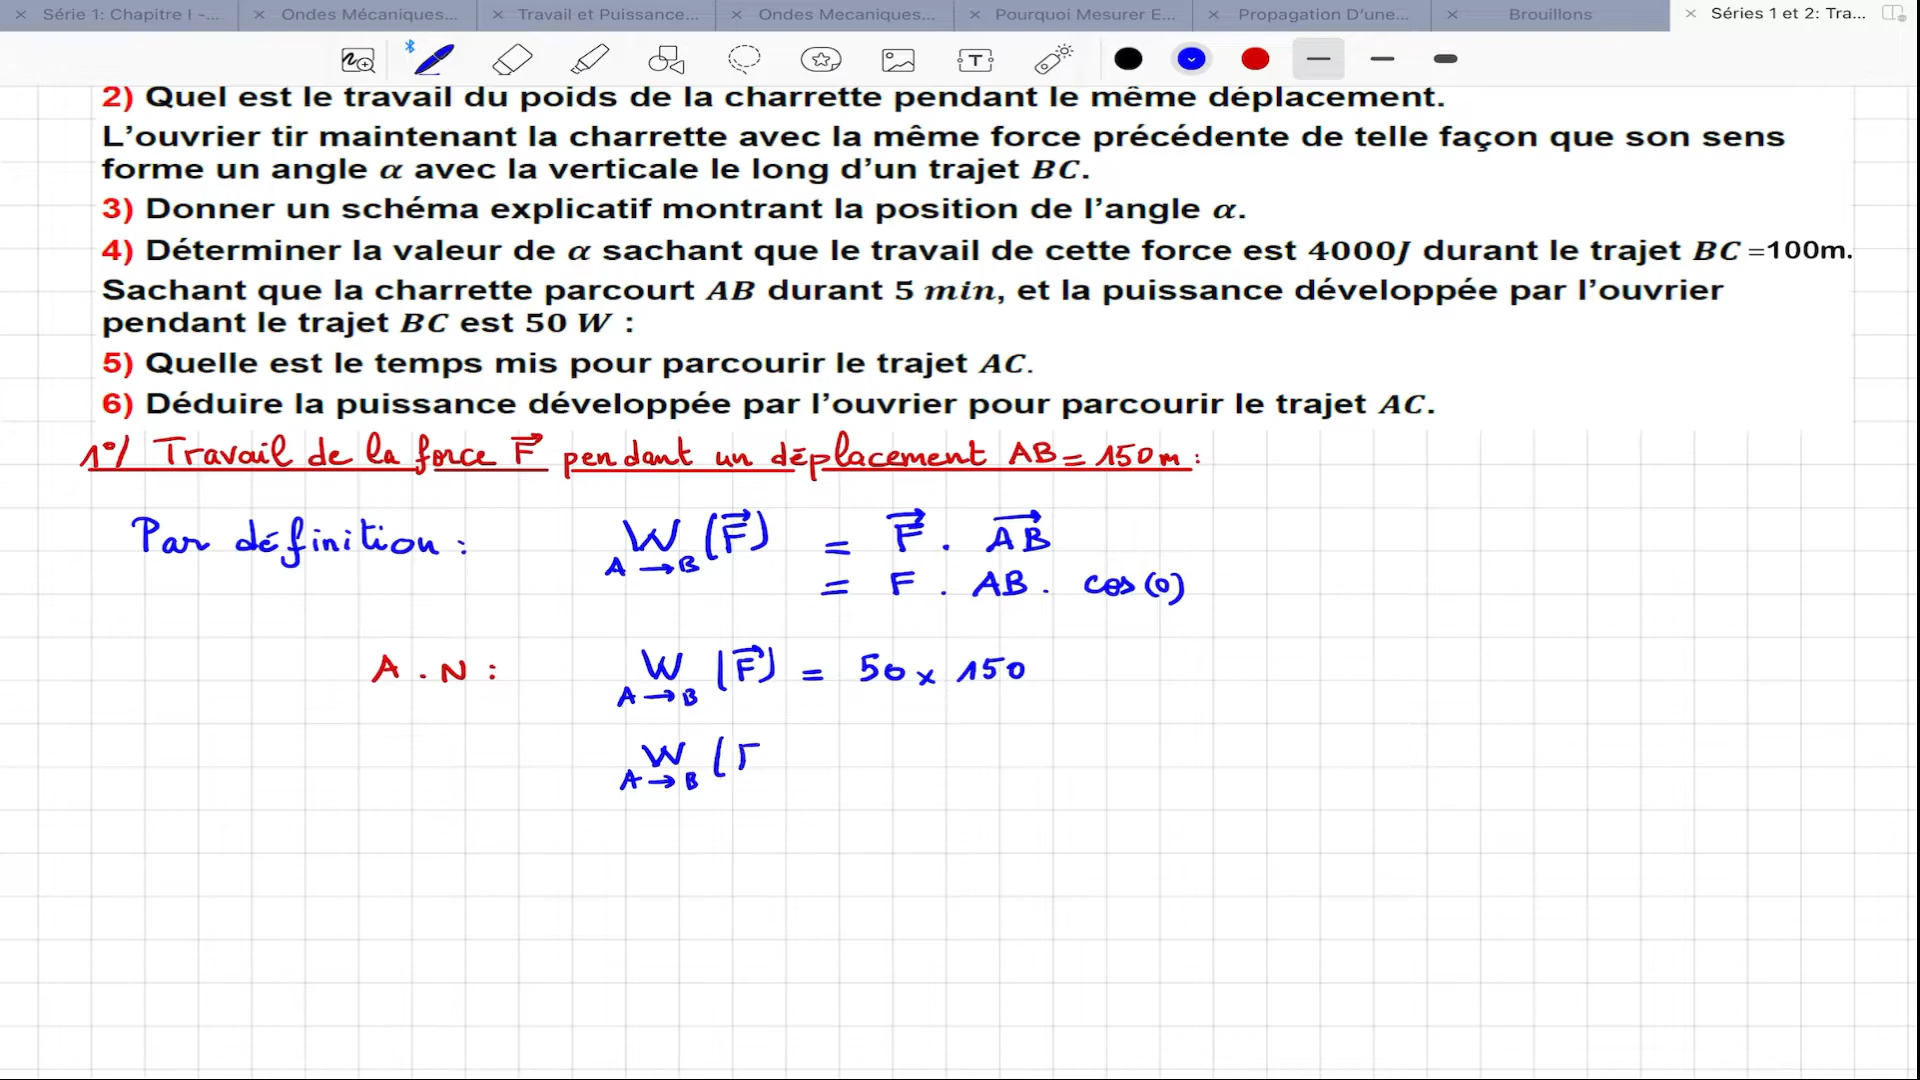 Série 1: Chapitre I -... Ondes Mécaniques... Travail et Puissance... Ondes Mecaniques... Pourquoi Mesurer E... Propagation D'une... Brouillons Séries 1 et 2: Tra...
2) Quel est le travail du poids de la charrette pendant le même déplacement.
L'ouvrier tir maintenant la charrette avec la même force précédente de telle façon que son sens
forme un angle α avec la verticale le long d'un trajet BC.
3) Donner un schéma explicatif montrant la position de l'angle α.
4) Déterminer la valeur de α sachant que le travail de cette force est 4000J durant le trajet BC =100m.
Sachant que la charrette parcourt AB durant 5 min, et la puissance développée par l'ouvrier
pendant le trajet BC est 50 W :
5) Quelle est le temps mis pour parcourir le trajet AC.
6) Déduire la puissance développée par l'ouvrier pour parcourir le trajet AC.
1°/ Travail de la force F⃗ pendant un déplacement AB = 150m :
Par définition : W A→B (F⃗) = F⃗ . AB⃗
= F . AB . cos(0)
A.N : W A→B (F⃗) = 50 × 150
W A→B (